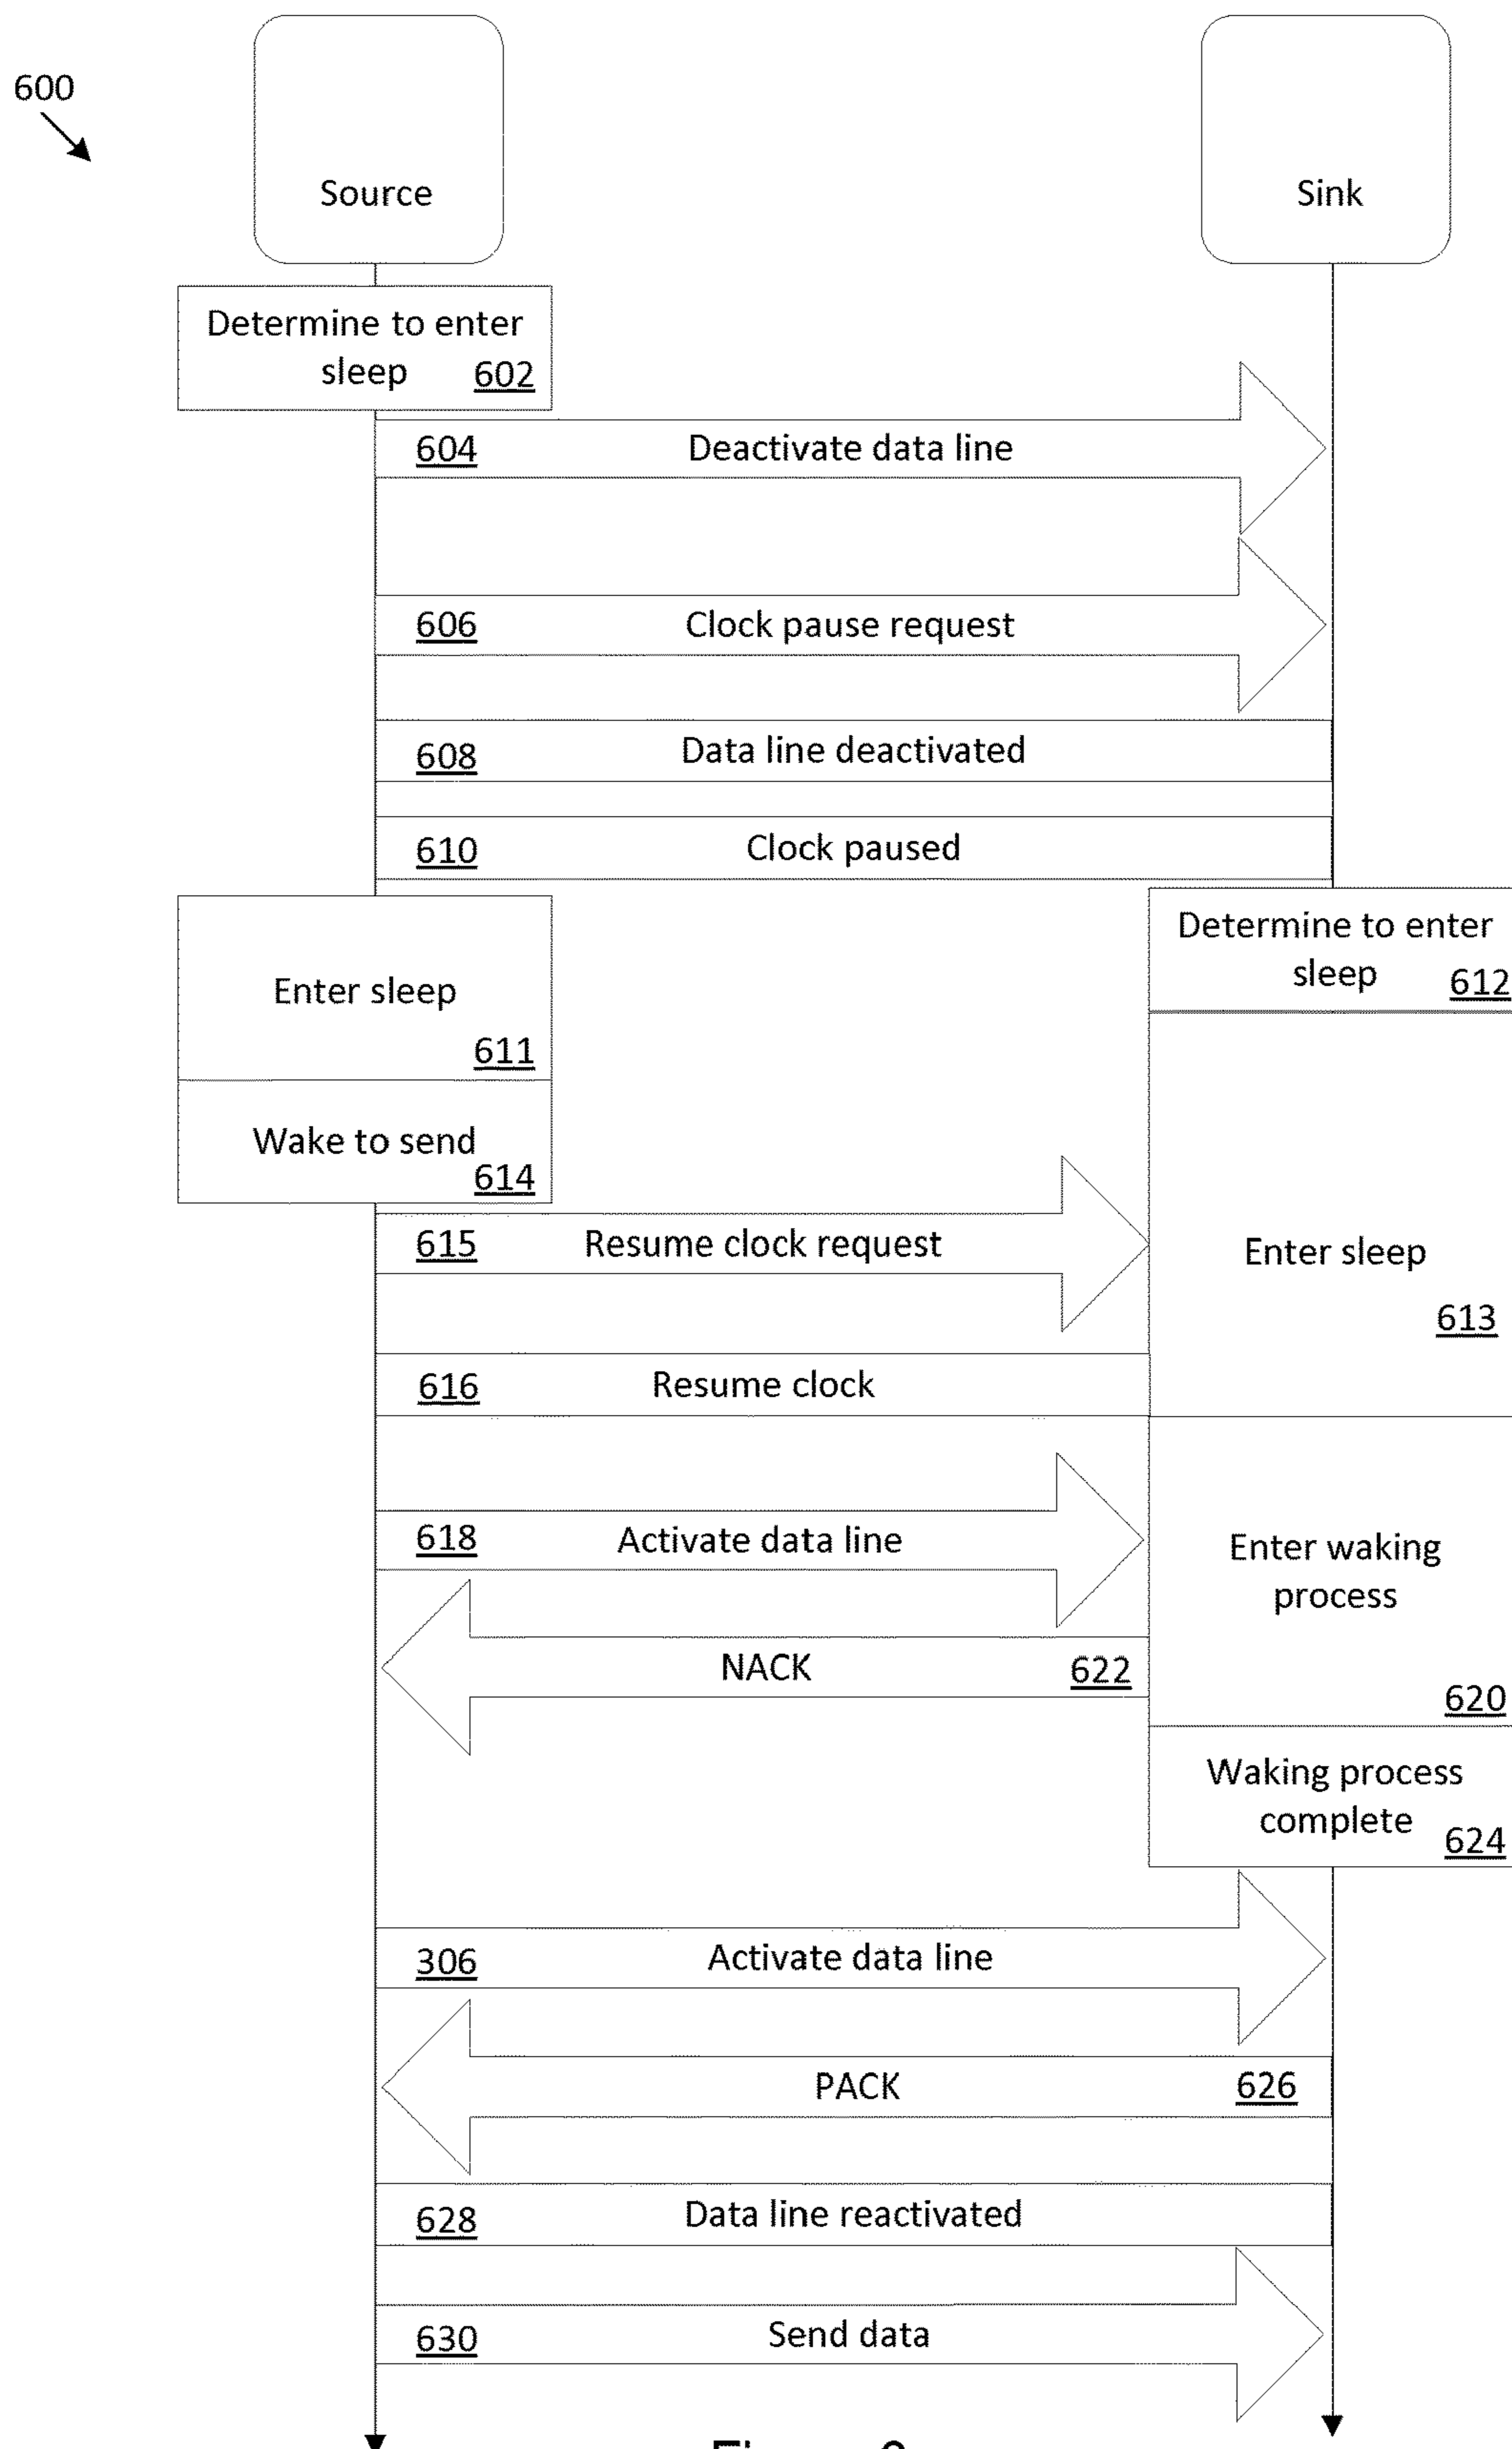 600
Source
Sink
Determine to enter
sleep 602
604 Deactivate data line
606 Clock pause request
608 Data line deactivated
610 Clock paused
Determine to enter
sleep 612
Enter sleep
611
Wake to send
614
615 Resume clock request
Enter sleep
613
616 Resume clock
618 Activate data line
Enter waking
process
620
NACK 622
Waking process
complete 624
306 Activate data line
PACK 626
628 Data line reactivated
630 Send data